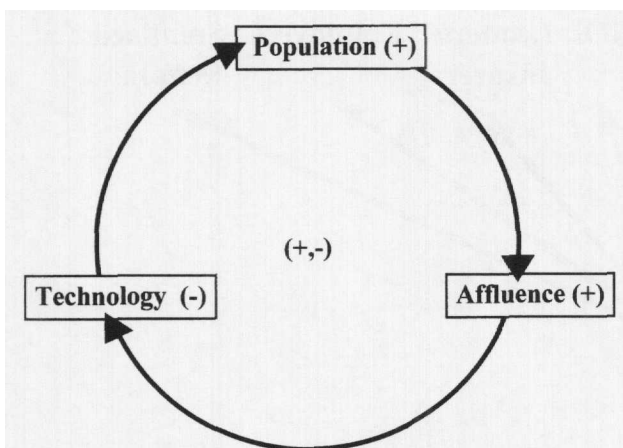 Population (+)
(+,-)
Technology (-)
Affluence (+)